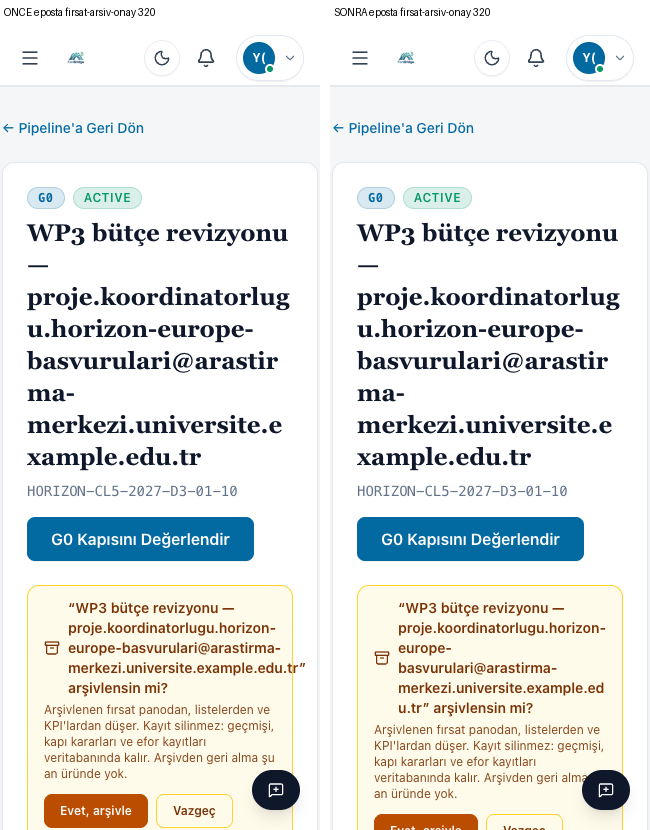 ONCE eposta firsat-arsiv-onay 320
Y(
← Pipeline'a Geri Dön
G0 ACTIVE
WP3 bütçe revizyonu
—
proje.koordinatorlug
u.horizon-europe-
basvurulari@arastir
ma-
merkezi.universite.e
xample.edu.tr
HORIZON-CL5-2027-D3-01-10
G0 Kapısını Değerlendir
“WP3 bütçe revizyonu —
proje.koordinatorlugu.horizon-
europe-basvurulari@arastirma-
merkezi.universite.example.edu.tr”
arşivlensin mi?
Arşivlenen fırsat panodan, listelerden ve
KPI'lardan düşer. Kayıt silinmez: geçmişi,
kapı kararları ve efor kayıtları
veritabanında kalır. Arşivden geri alma şu
an üründe yok.
Evet, arşivle Vazgeç
SONRA eposta firsat-arsiv-onay 320
Y(
← Pipeline'a Geri Dön
G0 ACTIVE
WP3 bütçe revizyonu
—
proje.koordinatorlug
u.horizon-europe-
basvurulari@arastir
ma-
merkezi.universite.e
xample.edu.tr
HORIZON-CL5-2027-D3-01-10
G0 Kapısını Değerlendir
“WP3 bütçe revizyonu —
proje.koordinatorlugu.horizon-
europe-
basvurulari@arastirma-
merkezi.universite.example.ed
u.tr” arşivlensin mi?
Arşivlenen fırsat panodan, listelerden ve
KPI'lardan düşer. Kayıt silinmez: geçmişi,
kapı kararları ve efor kayıtları
veritabanında kalır. Arşivden geri alma
an üründe yok.
Evet, arşivle Vazgeç